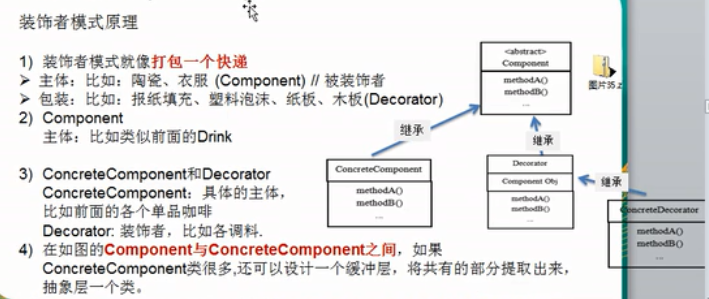 装饰者模式原理
1) 装饰者模式就像打包一个快递
➢ 主体：比如：陶瓷、衣服 (Component) // 被装饰者
➢ 包装：比如：报纸填充、塑料泡沫、纸板、木板(Decorator)
2) Component
主体：比如类似前面的Drink
3) ConcreteComponent和Decorator
ConcreteComponent：具体的主体，
比如前面的各个单品咖啡
Decorator: 装饰者，比如各调料.
4) 在如图的Component与ConcreteComponent之间，如果
ConcreteComponent类很多,还可以设计一个缓冲层，将共有的部分提取出来，
抽象层一个类。
<abstract>
Component
methodA()
methodB()
...
继承
继承
继承
ConcreteComponent
methodA()
methodB()
...
Decorator
Component Obj
methodA()
methodB()
...
ConcreteDecorator
methodA()
methodB()
...
图片35.z